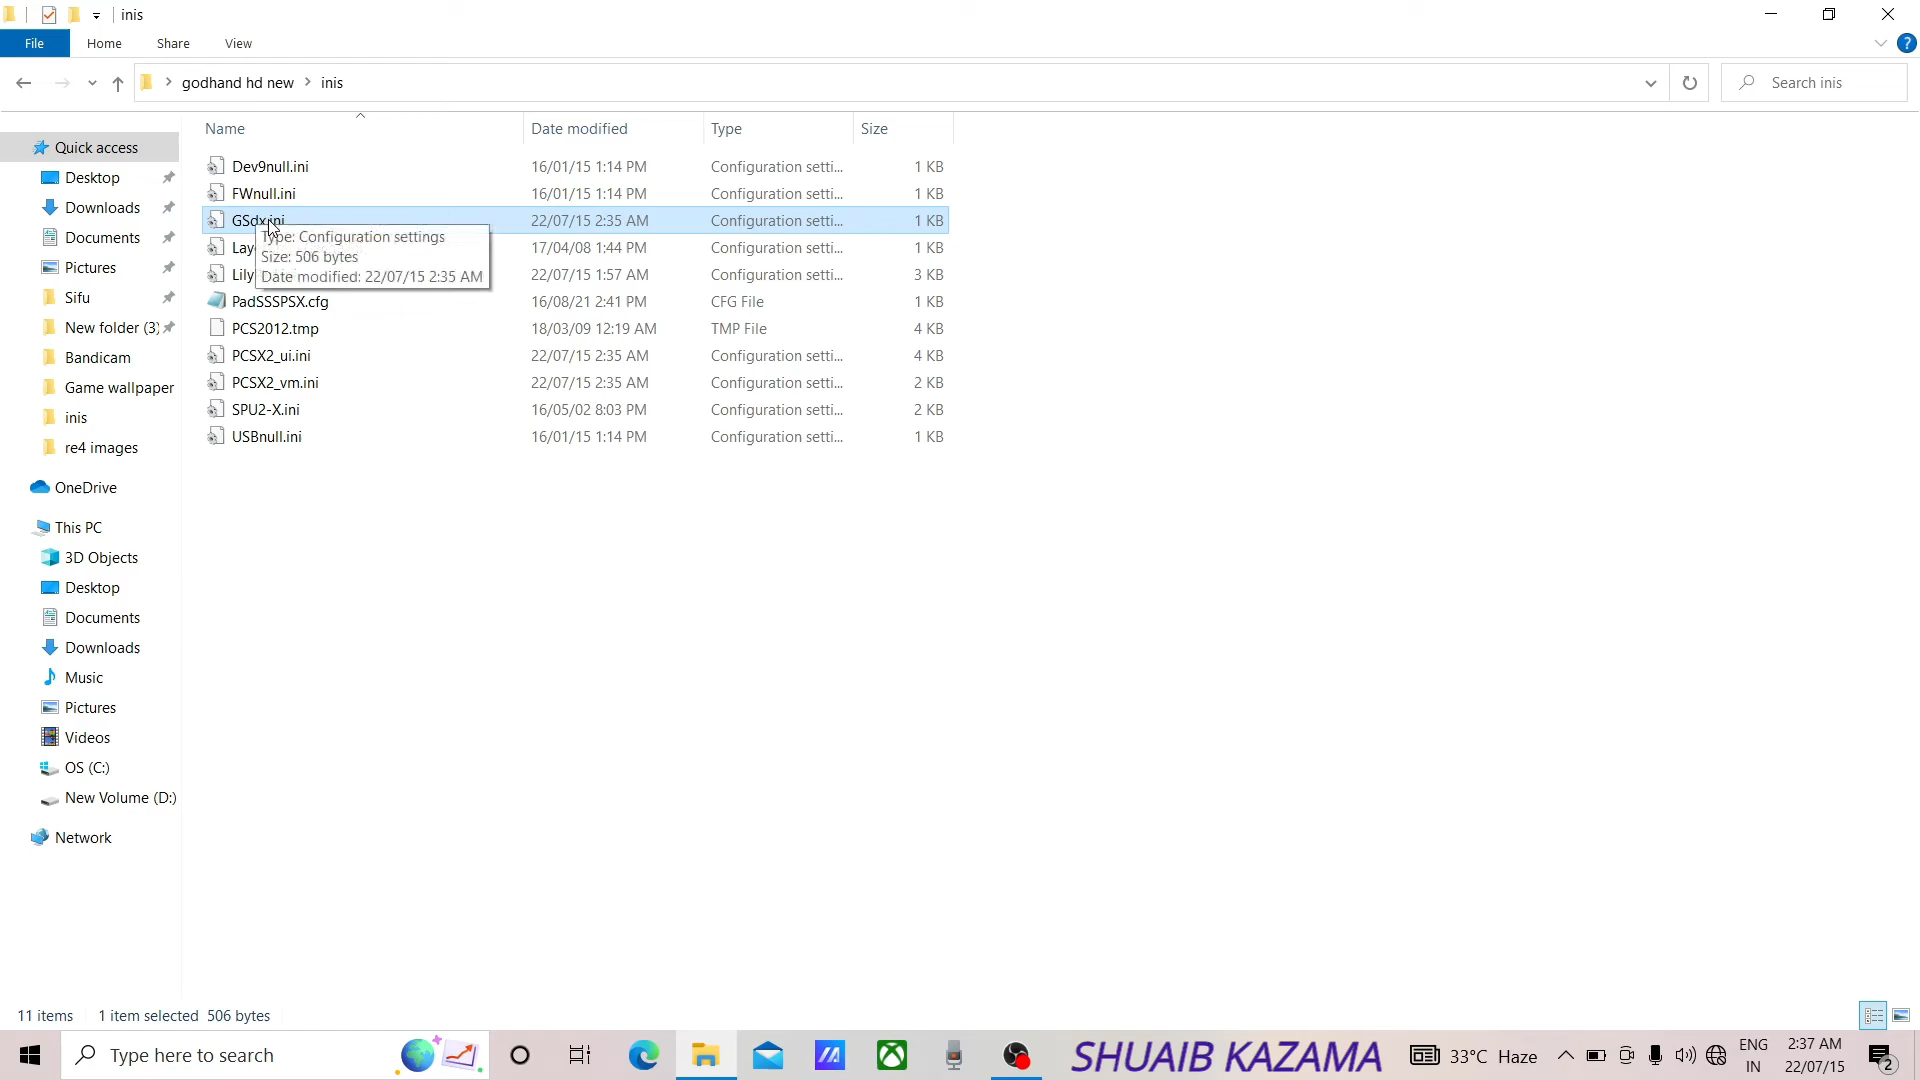 inis
File Home Share View
godhand hd new > inis
Search inis
Name Date modified Type Size
Quick access
Desktop
Downloads
Documents
Pictures
Sifu
New folder (3)
Bandicam
Game wallpaper
inis
re4 images
OneDrive
This PC
3D Objects
Desktop
Documents
Downloads
Music
Pictures
Videos
OS (C:)
New Volume (D:)
Network
Dev9null.ini 16/01/15 1:14 PM Configuration setti... 1 KB
FWnull.ini 16/01/15 1:14 PM Configuration setti... 1 KB
GSdx.ini 22/07/15 2:35 AM Configuration setti... 1 KB
Lay 17/04/08 1:44 PM Configuration setti... 1 KB
Lily 22/07/15 1:57 AM Configuration setti... 3 KB
Type: Configuration settings
Size: 506 bytes
Date modified: 22/07/15 2:35 AM
PadSSSPSX.cfg 16/08/21 2:41 PM CFG File 1 KB
PCS2012.tmp 18/03/09 12:19 AM TMP File 4 KB
PCSX2_ui.ini 22/07/15 2:35 AM Configuration setti... 4 KB
PCSX2_vm.ini 22/07/15 2:35 AM Configuration setti... 2 KB
SPU2-X.ini 16/05/02 8:03 PM Configuration setti... 2 KB
USBnull.ini 16/01/15 1:14 PM Configuration setti... 1 KB
11 items 1 item selected 506 bytes
Type here to search
SHUAIB KAZAMA
33°C Haze
ENG
IN
2:37 AM
22/07/15
2